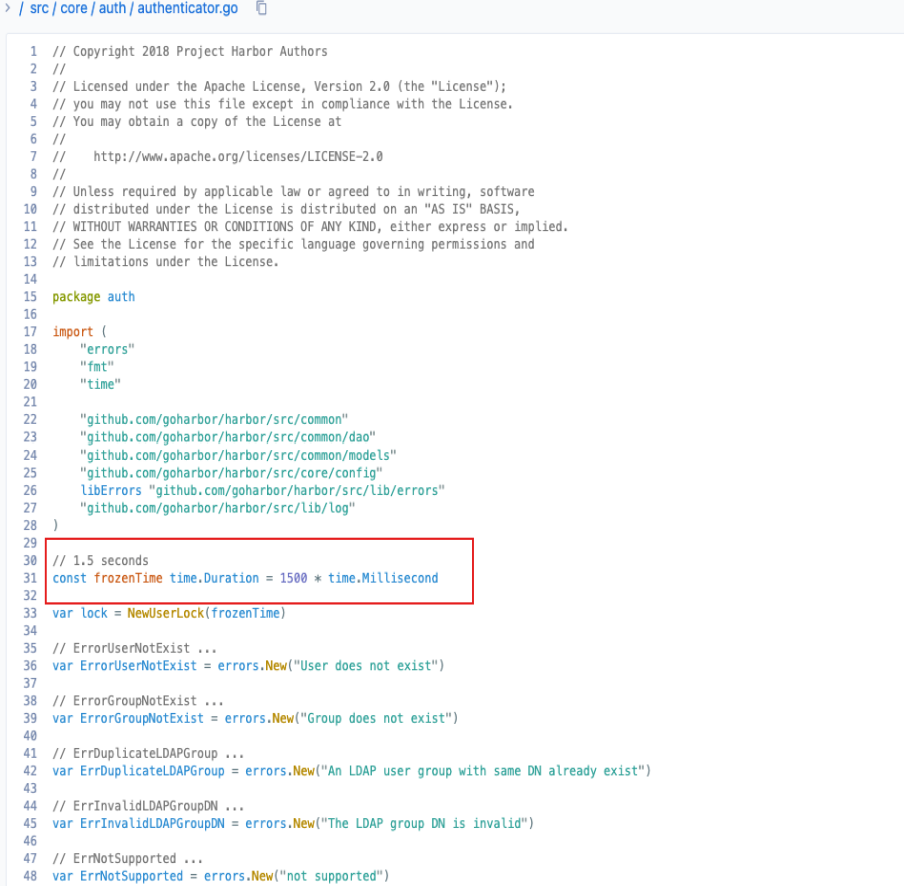 > / src / core / auth / authenticator.go
1 // Copyright 2018 Project Harbor Authors
2 //
3 // Licensed under the Apache License, Version 2.0 (the "License");
4 // you may not use this file except in compliance with the License.
5 // You may obtain a copy of the License at
6 //
7 //    http://www.apache.org/licenses/LICENSE-2.0
8 //
9 // Unless required by applicable law or agreed to in writing, software
10 // distributed under the License is distributed on an "AS IS" BASIS,
11 // WITHOUT WARRANTIES OR CONDITIONS OF ANY KIND, either express or implied.
12 // See the License for the specific language governing permissions and
13 // limitations under the License.
14
15 package auth
16
17 import (
18     "errors"
19     "fmt"
20     "time"
21
22     "github.com/goharbor/harbor/src/common"
23     "github.com/goharbor/harbor/src/common/dao"
24     "github.com/goharbor/harbor/src/common/models"
25     "github.com/goharbor/harbor/src/core/config"
26     libErrors "github.com/goharbor/harbor/src/lib/errors"
27     "github.com/goharbor/harbor/src/lib/log"
28 )
29
30 // 1.5 seconds
31 const frozenTime time.Duration = 1500 * time.Millisecond
32
33 var lock = NewUserLock(frozenTime)
34
35 // ErrorUserNotExist ...
36 var ErrorUserNotExist = errors.New("User does not exist")
37
38 // ErrorGroupNotExist ...
39 var ErrorGroupNotExist = errors.New("Group does not exist")
40
41 // ErrDuplicateLDAPGroup ...
42 var ErrDuplicateLDAPGroup = errors.New("An LDAP user group with same DN already exist")
43
44 // ErrInvalidLDAPGroupDN ...
45 var ErrInvalidLDAPGroupDN = errors.New("The LDAP group DN is invalid")
46
47 // ErrNotSupported ...
48 var ErrNotSupported = errors.New("not supported")